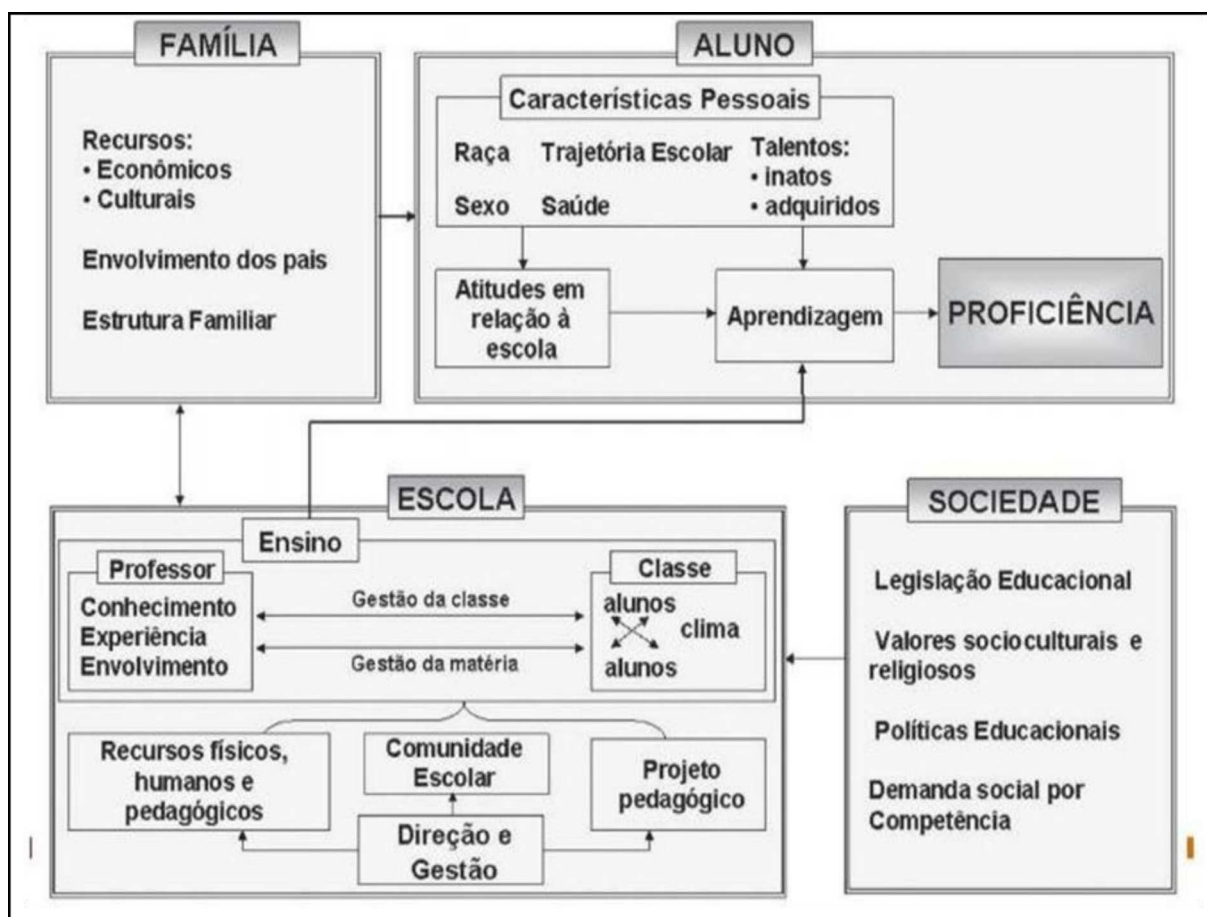 FAMÍLIA
Recursos:
• Econômicos
• Culturais
Envolvimento dos pais
Estrutura Familiar
ALUNO
Características Pessoais
Raça
Trajetória Escolar
Sexo
Saúde
Talentos:
• inatos
• adquiridos
Atitudes em
relação à
escola
Aprendizagem
PROFICIÊNCIA
ESCOLA
Ensino
Professor
Conhecimento
Experiência
Envolvimento
Gestão da classe
Gestão da matéria
Classe
alunos
clima
alunos
Recursos físicos,
humanos e
pedagógicos
Comunidade
Escolar
Projeto
pedagógico
Direção e
Gestão
SOCIEDADE
Legislação Educacional
Valores socioculturais e
religiosos
Políticas Educacionais
Demanda social por
Competência